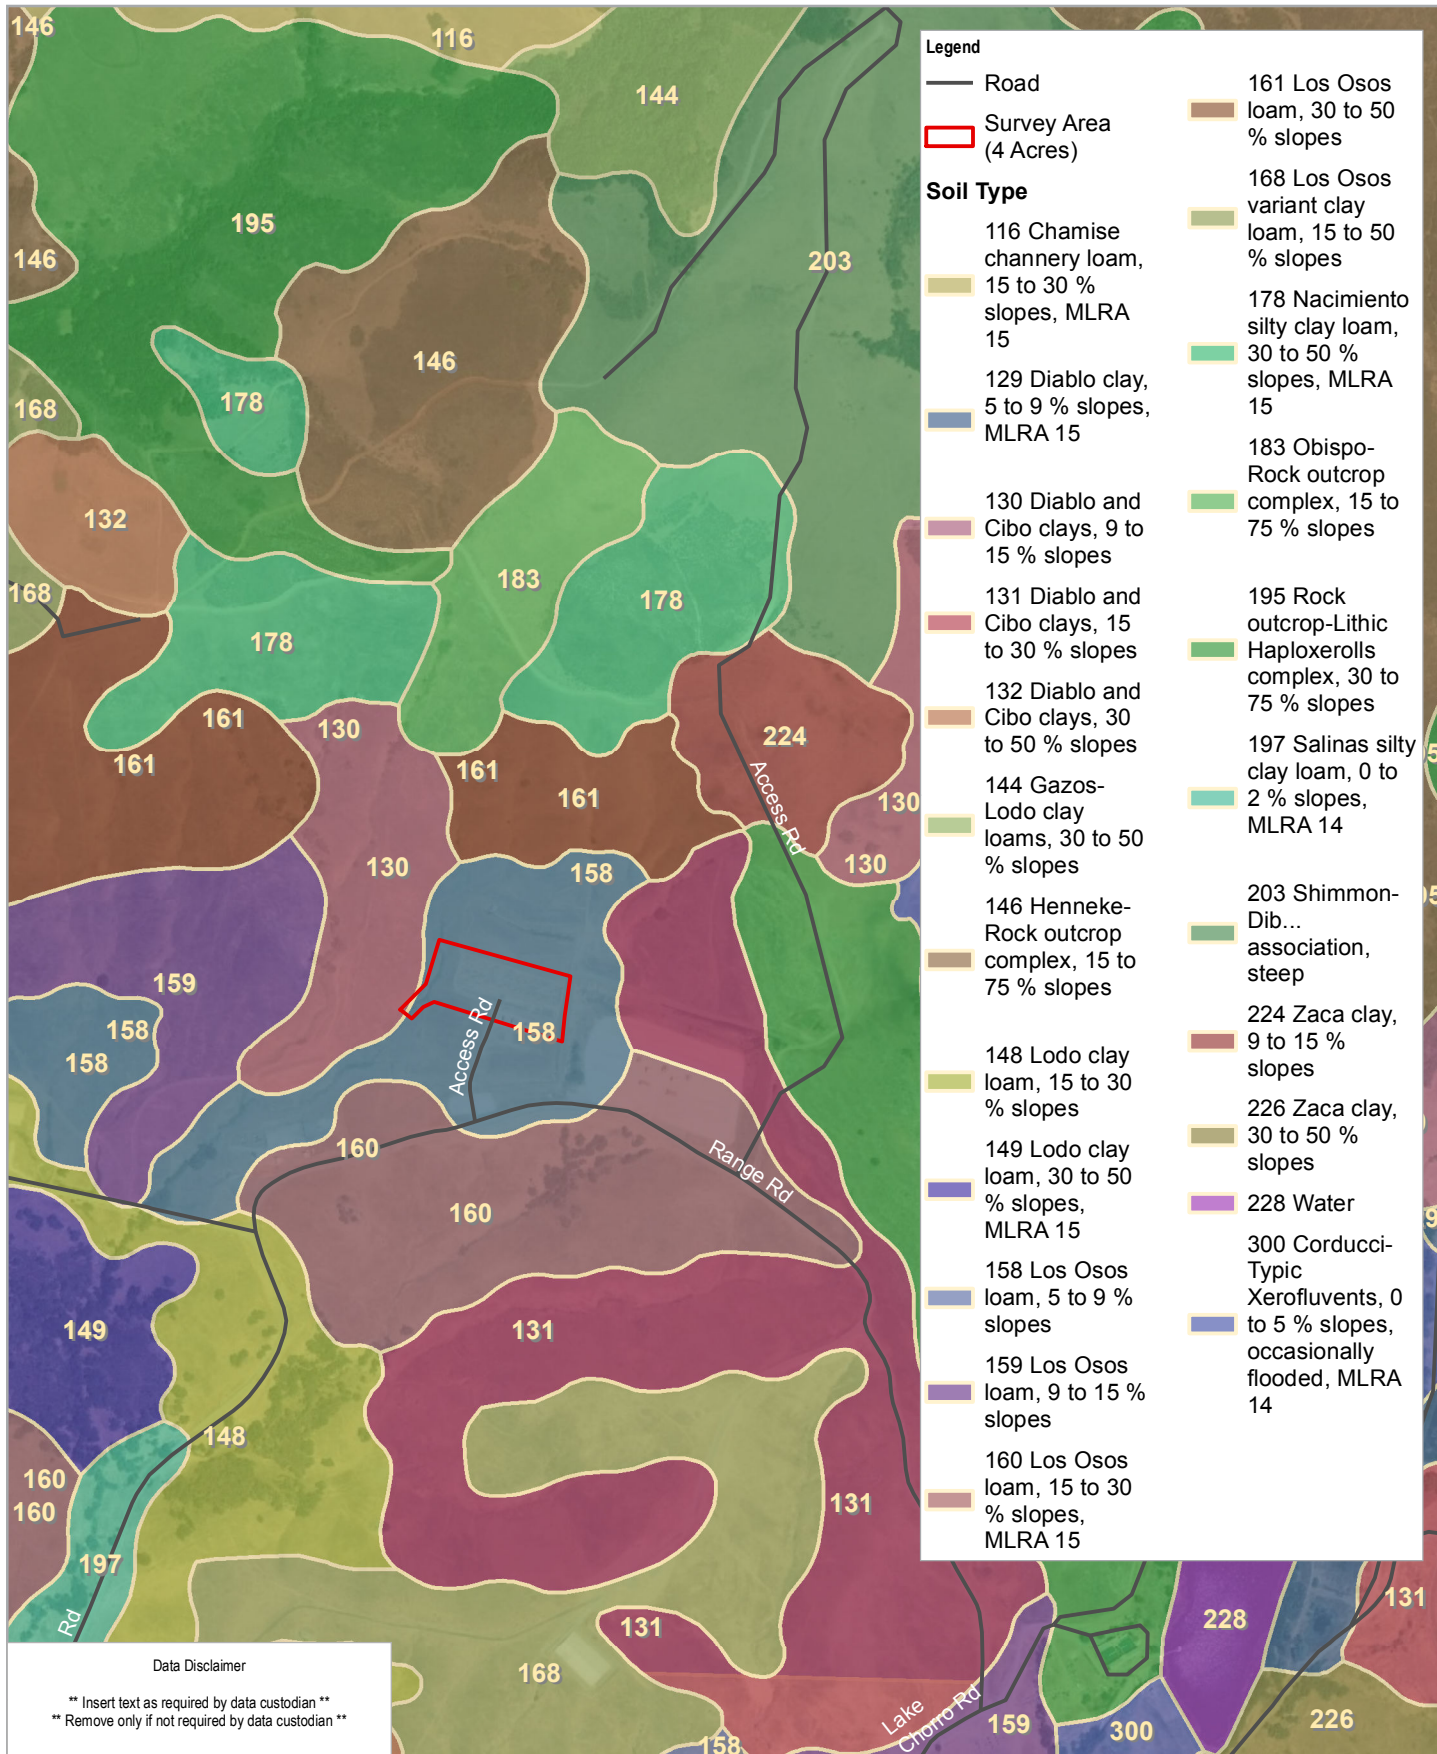 146
116
144
195
203
146
146
178
168
132
183
178
168
178
161
130
224
161
161
161
130
Access Rd
130
130
158
159
158
158
158
Access Rd
160
Range Rd
160
149
131
148
160
160
131
197
Rd
131
168
Lake
Chorro Rd
159
158
300
228
131
226
Legend
Road
Survey Area
(4 Acres)
Soil Type
116 Chamise
channery loam,
15 to 30 %
slopes, MLRA
15
129 Diablo clay,
5 to 9 % slopes,
MLRA 15
130 Diablo and
Cibo clays, 9 to
15 % slopes
131 Diablo and
Cibo clays, 15
to 30 % slopes
132 Diablo and
Cibo clays, 30
to 50 % slopes
144 Gazos-
Lodo clay
loams, 30 to 50
% slopes
146 Henneke-
Rock outcrop
complex, 15 to
75 % slopes
148 Lodo clay
loam, 15 to 30
% slopes
149 Lodo clay
loam, 30 to 50
% slopes,
MLRA 15
158 Los Osos
loam, 5 to 9 %
slopes
159 Los Osos
loam, 9 to 15 %
slopes
160 Los Osos
loam, 15 to 30
% slopes,
MLRA 15
161 Los Osos
loam, 30 to 50
% slopes
168 Los Osos
variant clay
loam, 15 to 50
% slopes
178 Nacimiento
silty clay loam,
30 to 50 %
slopes, MLRA
15
183 Obispo-
Rock outcrop
complex, 15 to
75 % slopes
195 Rock
outcrop-Lithic
Haploxerolls
complex, 30 to
75 % slopes
197 Salinas silty
clay loam, 0 to
2 % slopes,
MLRA 14
203 Shimmon-
Dib...
association,
steep
224 Zaca clay,
9 to 15 %
slopes
226 Zaca clay,
30 to 50 %
slopes
228 Water
300 Corducci-
Typic
Xerofluvents, 0
to 5 % slopes,
occasionally
flooded, MLRA
14
Data Disclaimer
** Insert text as required by data custodian **
** Remove only if not required by data custodian **